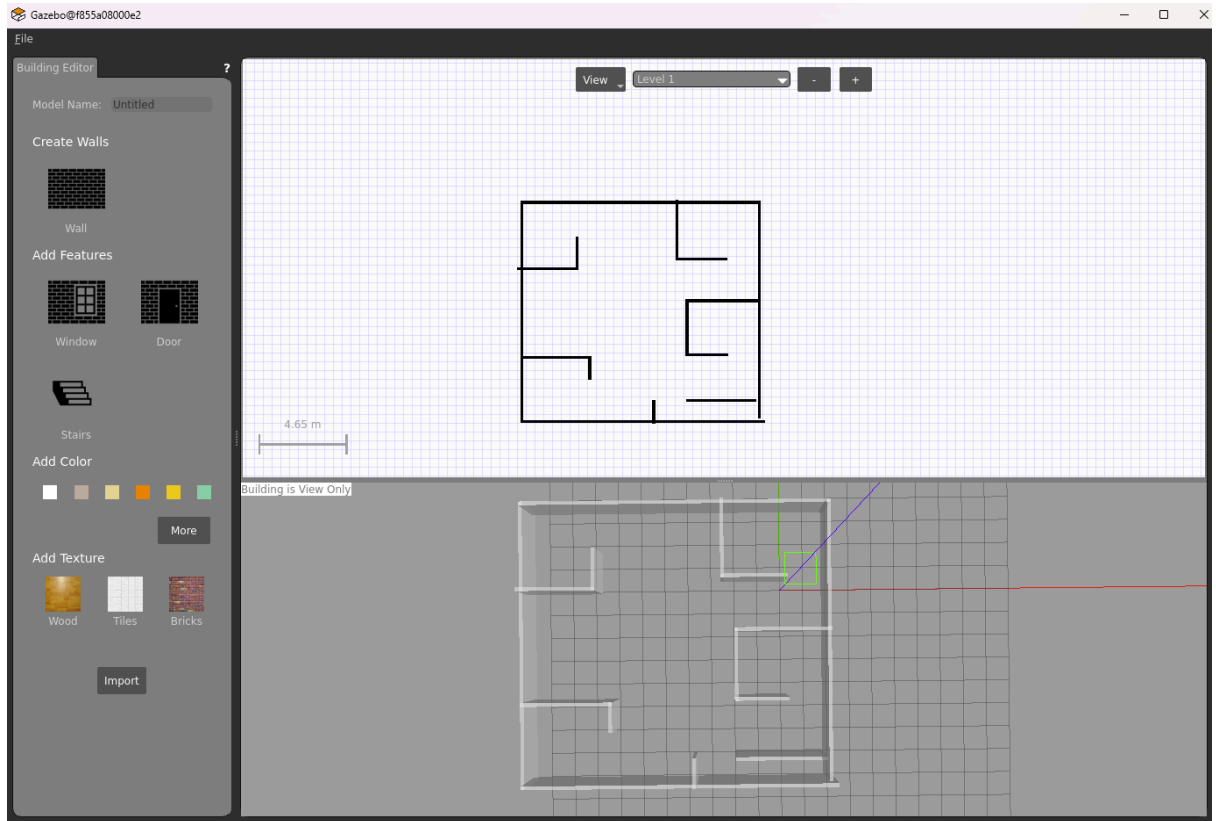 Gazebo@f855a08000e2
File
Building Editor
?
Model Name: Untitled
Create Walls
Wall
Add Features
Window
Door
Stairs
Add Color
More
Add Texture
Wood
Tiles
Bricks
Import
View
Level 1
-
+
4.65 m
Building is View Only